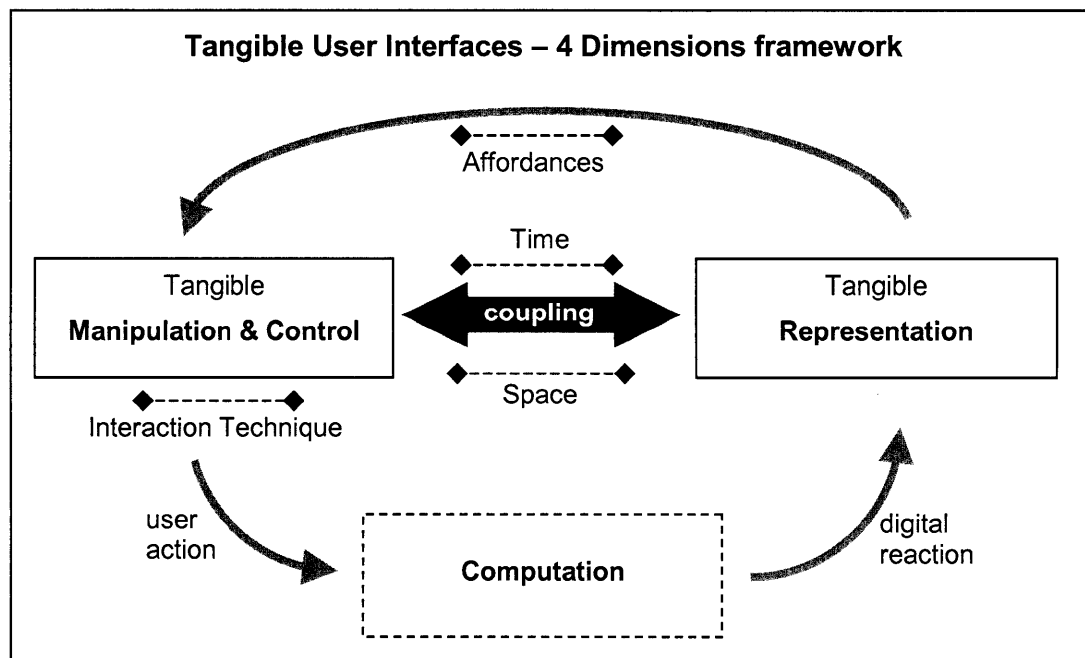 Tangible User Interfaces – 4 Dimensions framework
Affordances
Time
Tangible
Manipulation & Control
coupling
Tangible
Representation
Space
Interaction Technique
user
action
digital
reaction
Computation